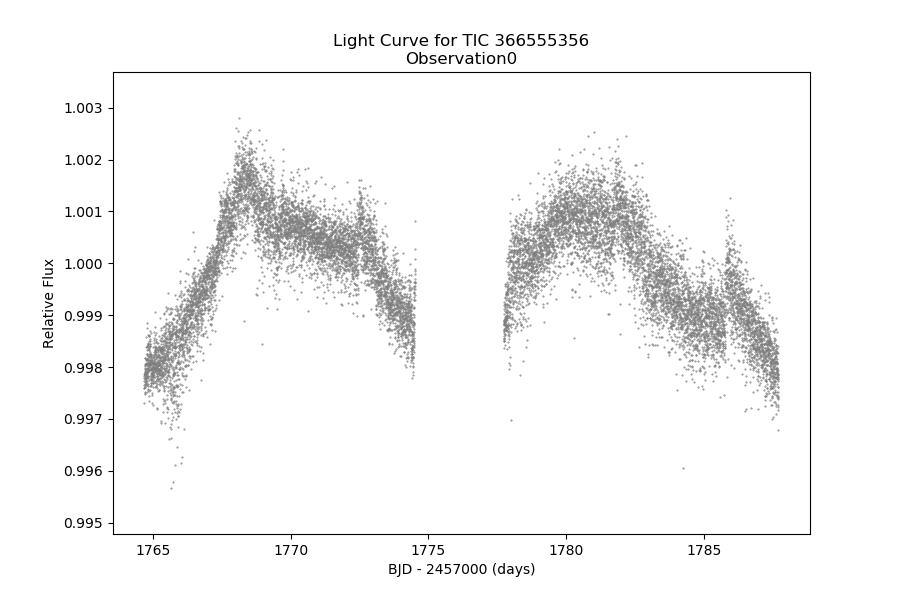 Light Curve for TIC 366555356
Observation0
1.003
1.002
1.001
1.000
0.999
0.998
0.997
0.996
0.995
Relative Flux
1765 1770 1775 1780 1785
BJD - 2457000 (days)